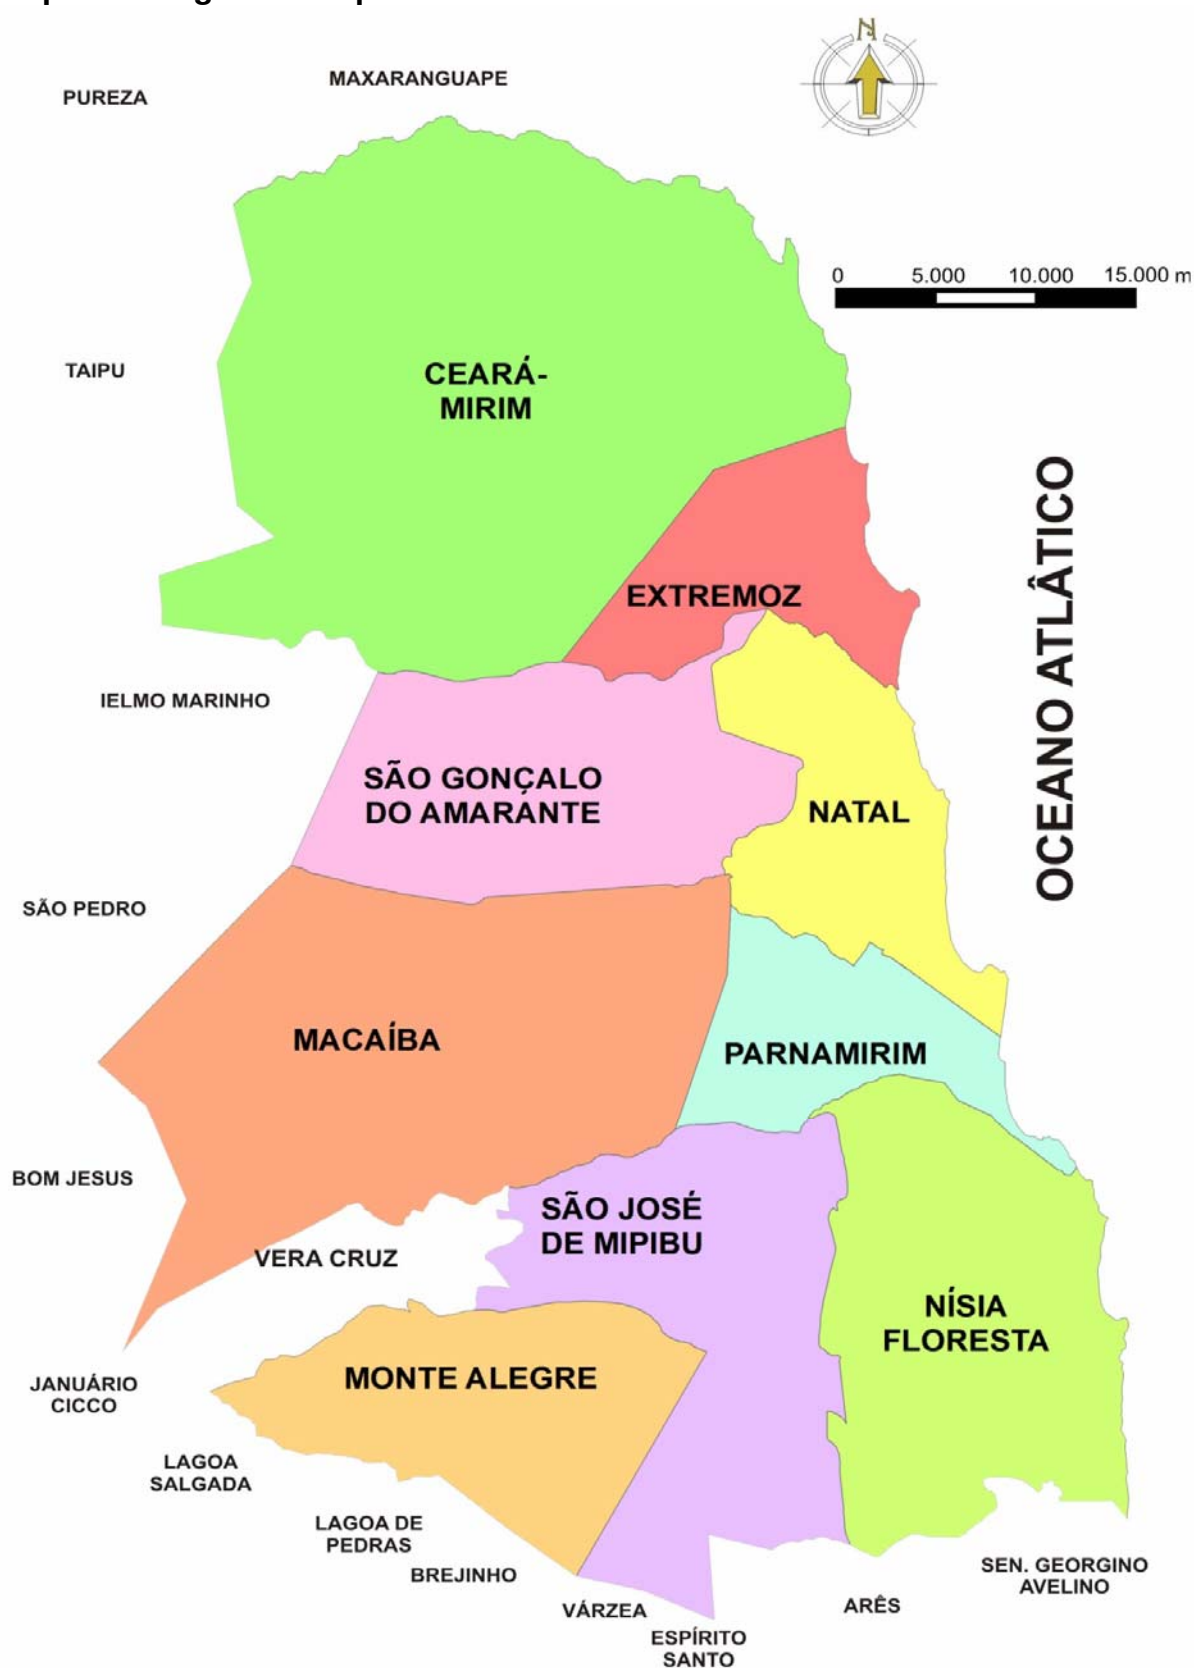 N
MAXARANGUAPE
PUREZA
0 5.000 10.000 15.000 m
TAIPU
CEARÁ-
MIRIM
OCEANO ATLÂTICO
EXTREMOZ
IELMO MARINHO
SÃO GONÇALO
DO AMARANTE
NATAL
SÃO PEDRO
MACAÍBA
PARNAMIRIM
BOM JESUS
SÃO JOSÉ
DE MIPIBU
VERA CRUZ
NÍSIA
FLORESTA
MONTE ALEGRE
JANUÁRIO
CICCO
LAGOA
SALGADA
LAGOA DE
PEDRAS
BREJINHO
SEN. GEORGINO
AVELINO
VÁRZEA
ARÊS
ESPÍRITO
SANTO